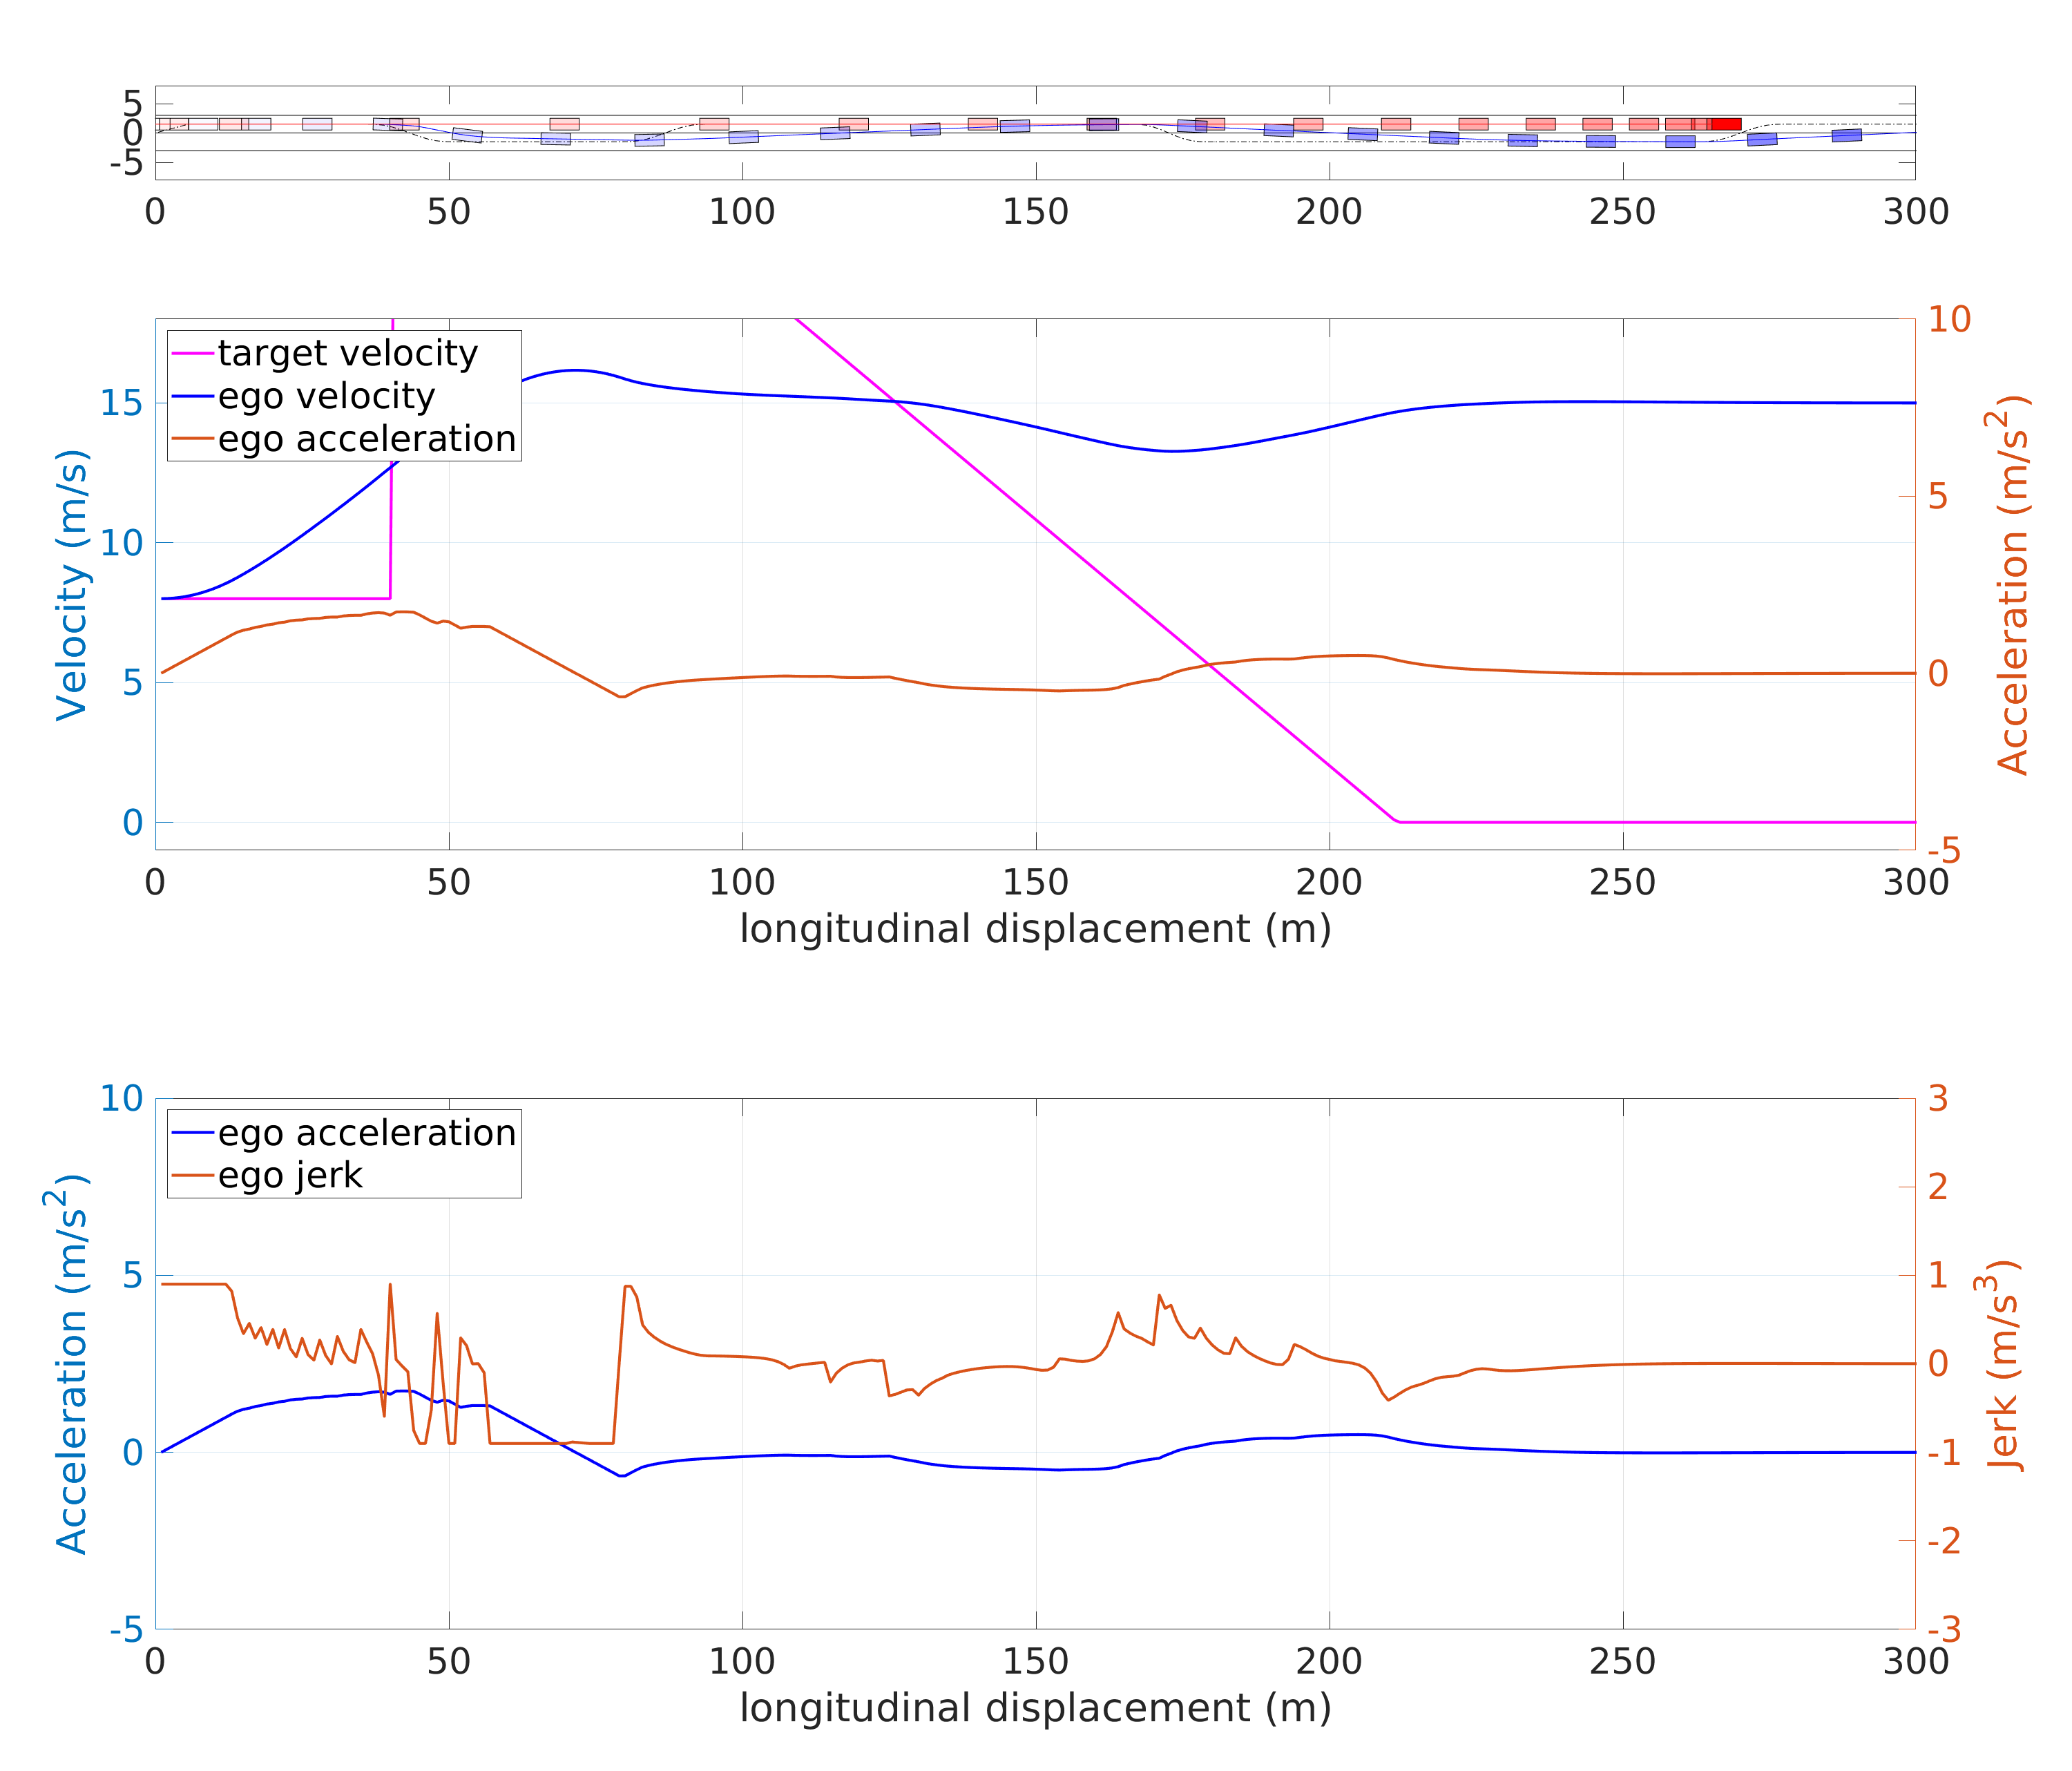 5
0
-5
0 50 100 150 200 250 300
target velocity
ego velocity
ego acceleration
Velocity (m/s)
15
10
5
0
Acceleration (m/s²)
10
5
0
-5
0 50 100 150 200 250 300
longitudinal displacement (m)
ego acceleration
ego jerk
Acceleration (m/s²)
10
5
0
-5
Jerk (m/s³)
3
2
1
0
-1
-2
-3
0 50 100 150 200 250 300
longitudinal displacement (m)